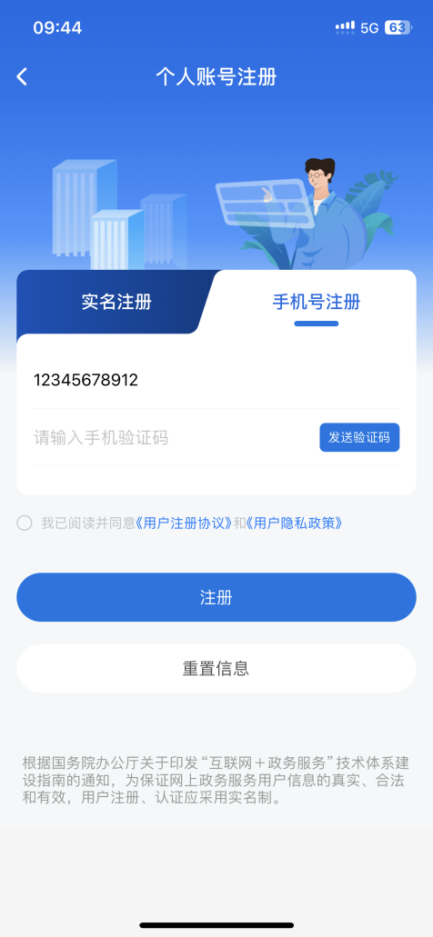 09:44
5G
63
个人账号注册
实名注册
手机号注册
12345678912
请输入手机验证码
发送验证码
我已阅读并同意《用户注册协议》和《用户隐私政策》
注册
重置信息
根据国务院办公厅关于印发“互联网＋政务服务”技术体系建
设指南的通知，为保证网上政务服务用户信息的真实、合法
和有效，用户注册、认证应采用实名制。